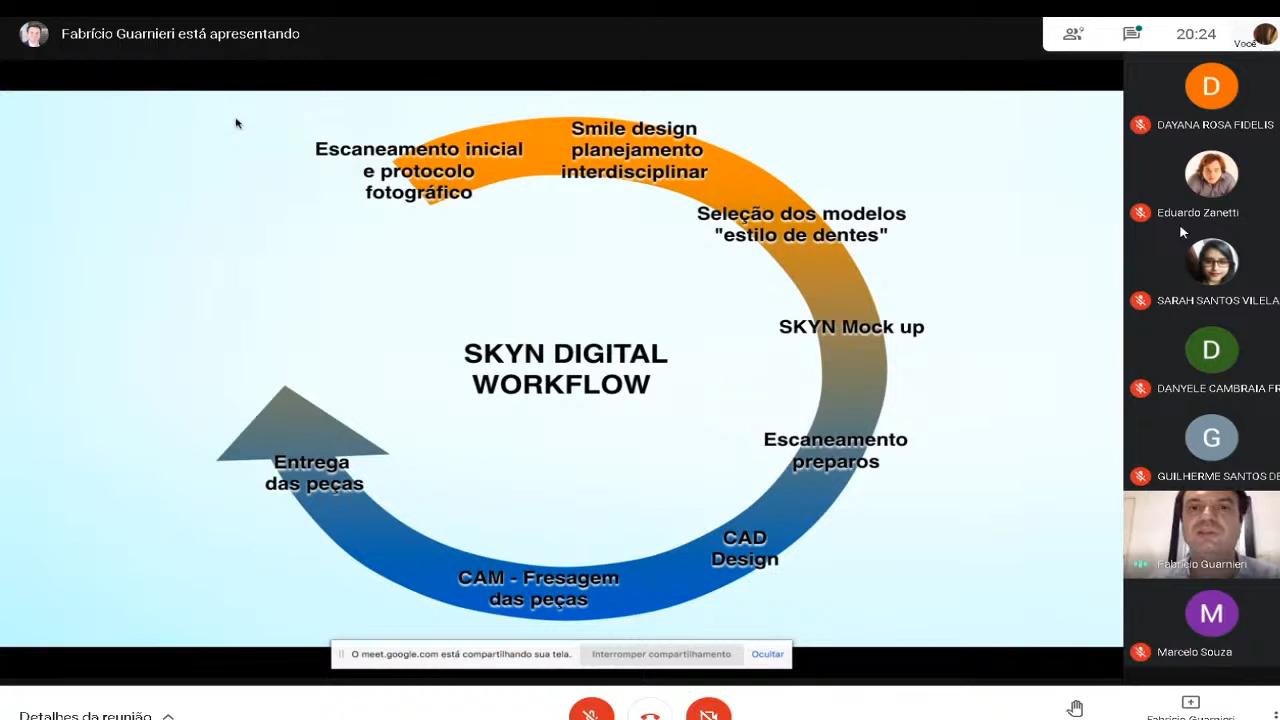 Fabrício Guarnieri está apresentando
9
20:24
Você
D
DAYANA ROSA FIDELIS
Eduardo Zanetti
SARAH SANTOS VILELA
D
DANYELE CAMBRAIA FR
G
GUILHERME SANTOS DE
Fabrício Guarnieri
M
Marcelo Souza
Escaneamento inicial
e protocolo
fotográfico
Smile design
planejamento
interdisciplinar
Seleção dos modelos
"estilo de dentes"
SKYN Mock up
SKYN DIGITAL
WORKFLOW
Escaneamento
preparos
CAD
Design
CAM - Fresagem
das peças
Entrega
das peças
O meet.google.com está compartilhando sua tela.
Interromper compartilhamento
Ocultar
Detalhes da reunião
Fabrício Guarnieri